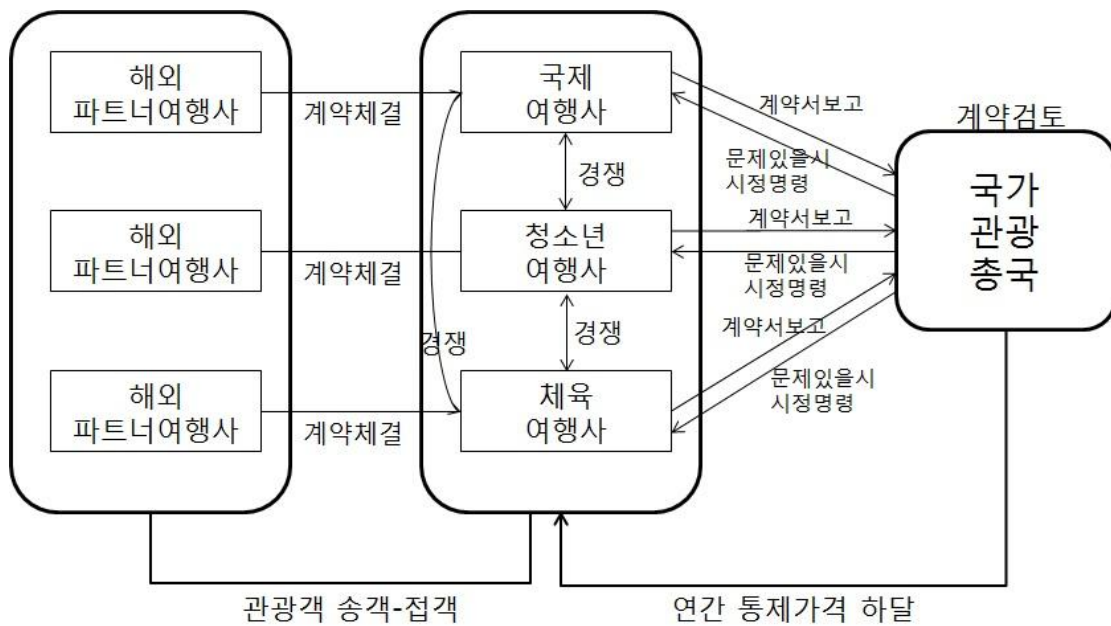 해외
파트너여행사
계약체결
국제
여행사
계약서보고
문제있을시
시정명령
경쟁
해외
파트너여행사
계약체결
청소년
여행사
계약서보고
문제있을시
시정명령
경쟁
경쟁
해외
파트너여행사
계약체결
체육
여행사
계약서보고
문제있을시
시정명령
계약검토
국가
관광
총국
관광객 송객-접객
연간 통제가격 하달